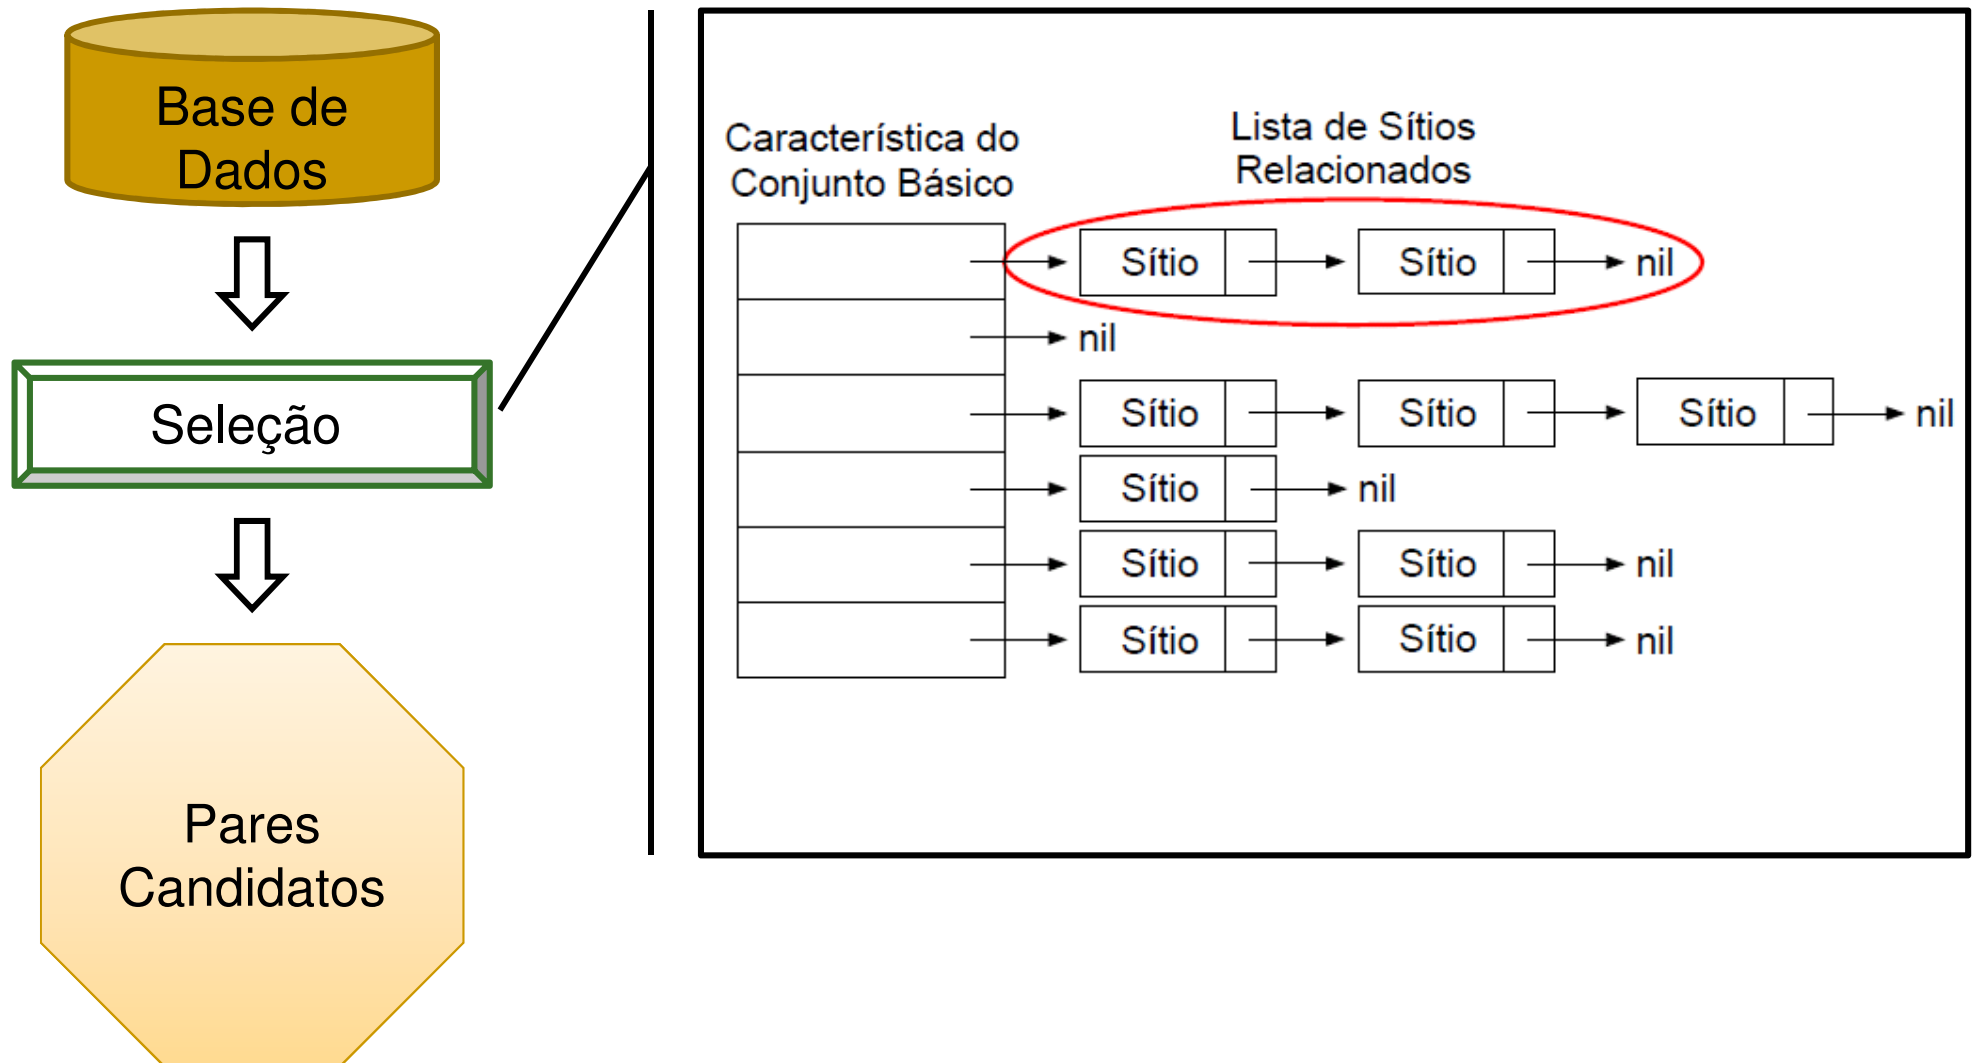 Base de
Dados
Seleção
Pares
Candidatos
Característica do
Conjunto Básico
Lista de Sítios
Relacionados
Sítio Sítio nil
nil
Sítio Sítio Sítio nil
Sítio nil
Sítio Sítio nil
Sítio Sítio nil